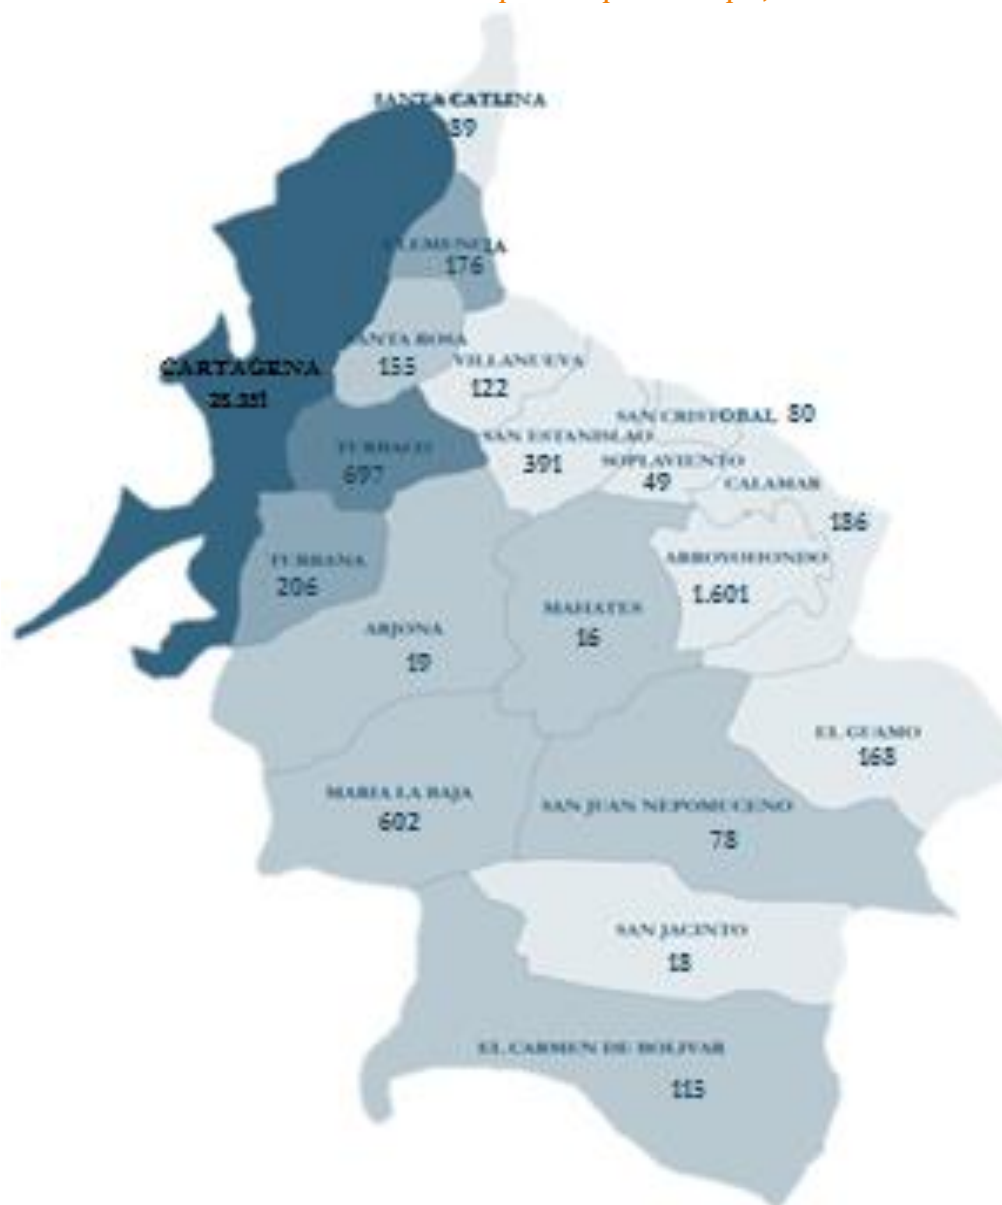 SANTA CATLINA
89
CLEMENCIA
176
SANTA ROSA
155
VILLANUEVA
122
CARTAGENA
SAN CRISTOBAL 80
TURBACO
697
SAN ESTANISLAO
391
SOPLAVIENTO
49
CALAMAR
186
TURBANA
206
ARROYOHONDO
1.601
MAHATES
16
ARJONA
19
EL GUAMO
168
MARIA LA BAJA
602
SAN JUAN NEPOMUCENO
78
SAN JACINTO
18
EL CARMEN DE BOLIVAR
115